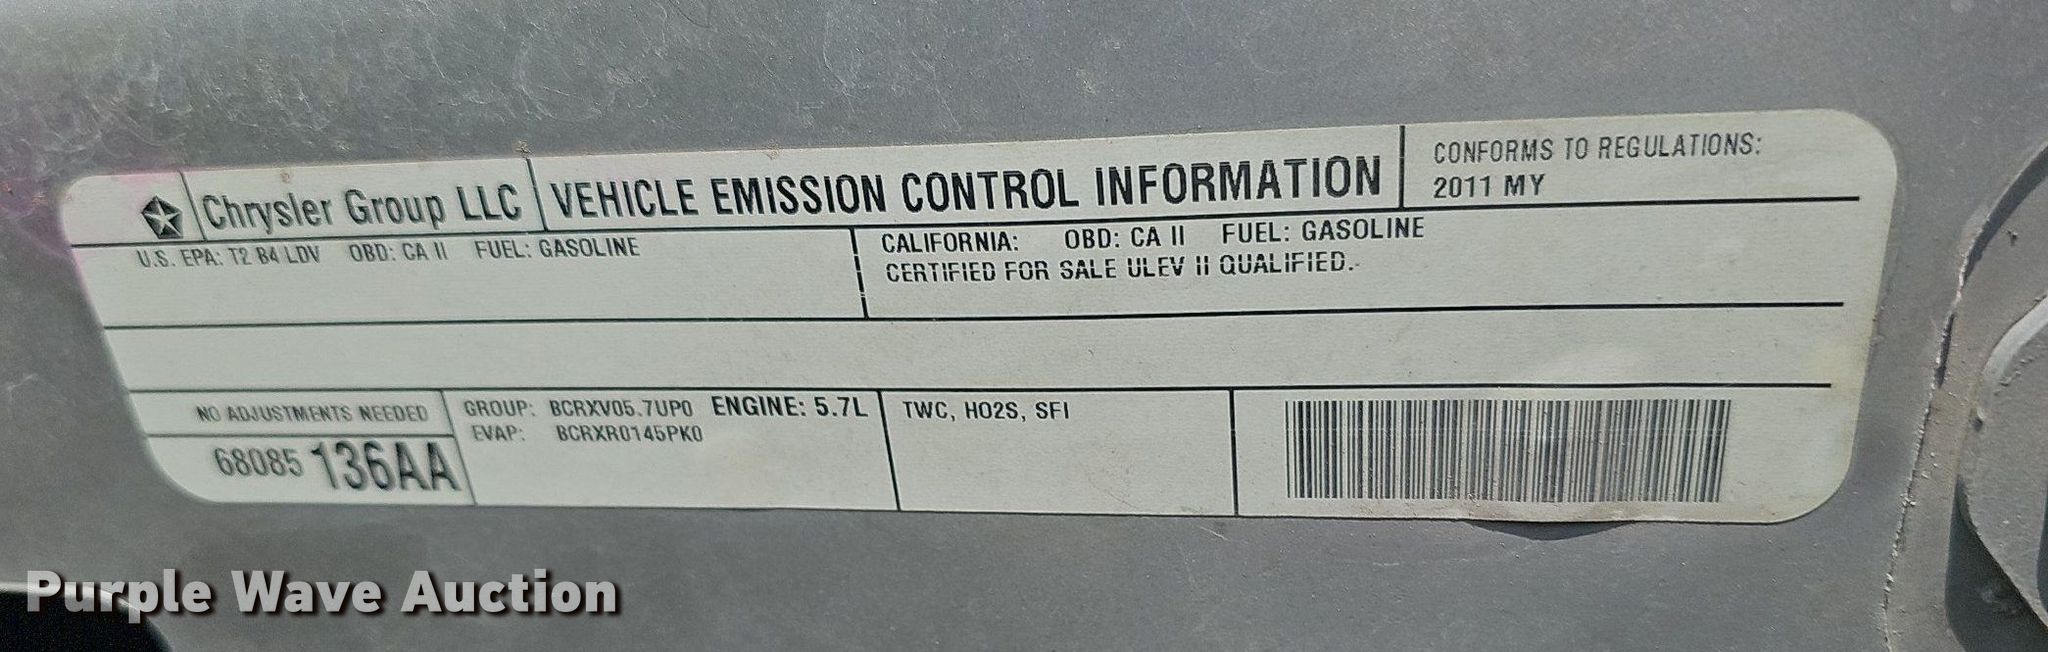 Chrysler Group LLC
VEHICLE EMISSION CONTROL INFORMATION
CONFORMS TO REGULATIONS:
2011 MY
U.S. EPA: T2 B4 LDV OBD: CA II FUEL: GASOLINE
CALIFORNIA: OBD: CA II FUEL: GASOLINE
CERTIFIED FOR SALE ULEV II QUALIFIED.
NO ADJUSTMENTS NEEDED
68085 136AA
GROUP: BCRXV05.7UP0 ENGINE: 5.7L
EVAP: BCRXR0145PK0
TWC, HO2S, SFI
Purple Wave Auction